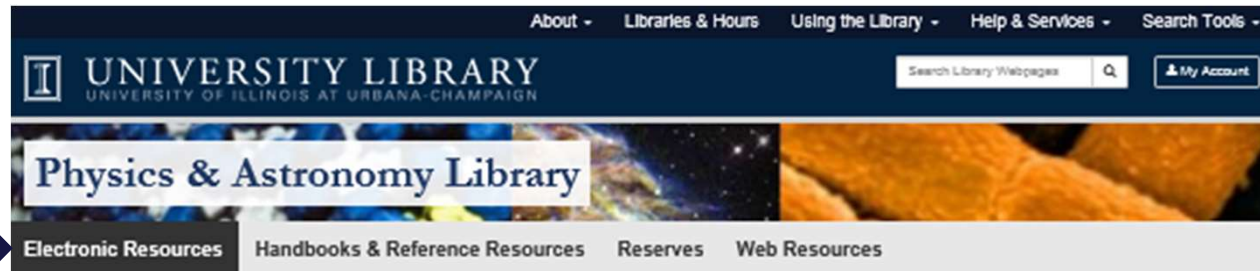 About Libraries & Hours Using the Library Help & Services Search Tools
UNIVERSITY LIBRARY
UNIVERSITY OF ILLINOIS AT URBANA-CHAMPAIGN
Search Library Webpages
My Account
Physics & Astronomy Library
Electronic Resources Handbooks & Reference Resources Reserves Web Resources